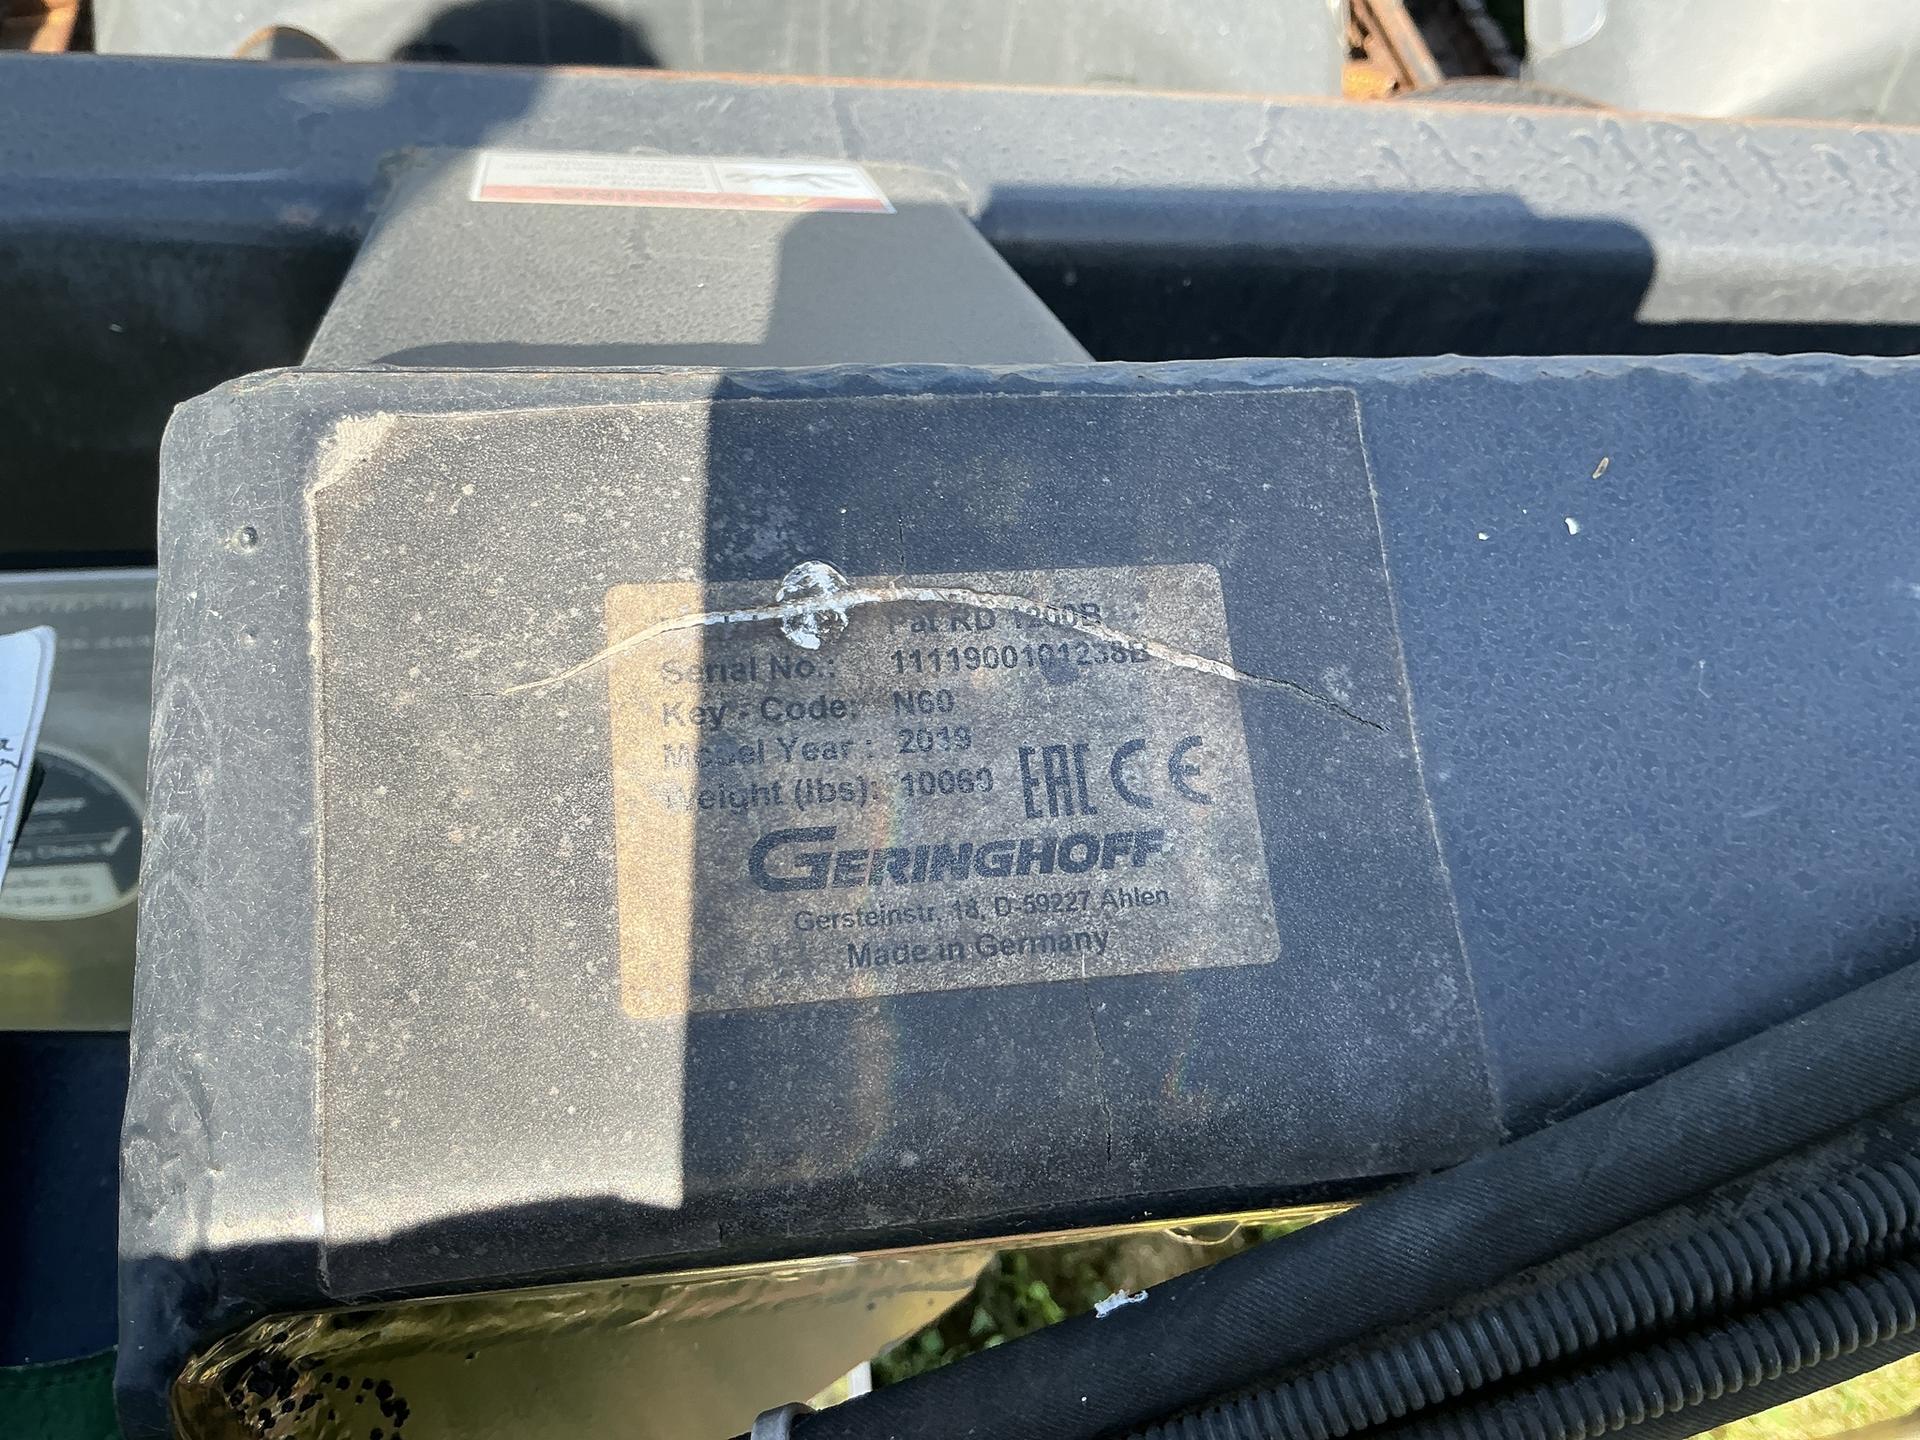 Pat RD 1200B
Serial No.: 1111900101238B
Key - Code: N60
Model Year : 2019
Weight (lbs): 10060
EAC CE
GERINGHOFF
Gersteinstr. 18, D-59227 Ahlen
Made in Germany